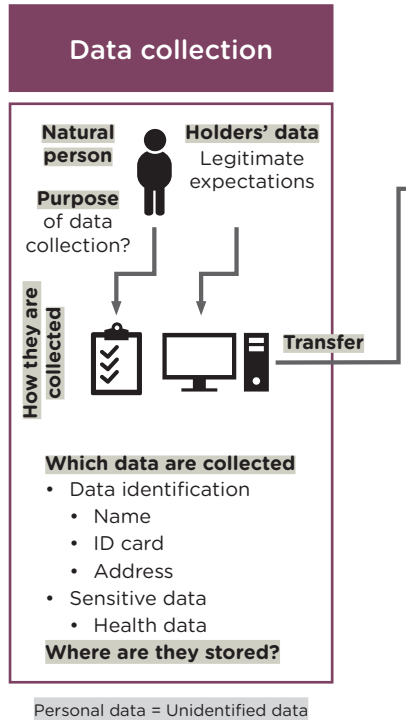 Data collection
Natural
person
Holders' data
Legitimate
expectations
Purpose
of data
collection?
How they are
collected
Transfer
Which data are collected
• Data identification
• Name
• ID card
• Address
• Sensitive data
• Health data
Where are they stored?
Personal data = Unidentified data